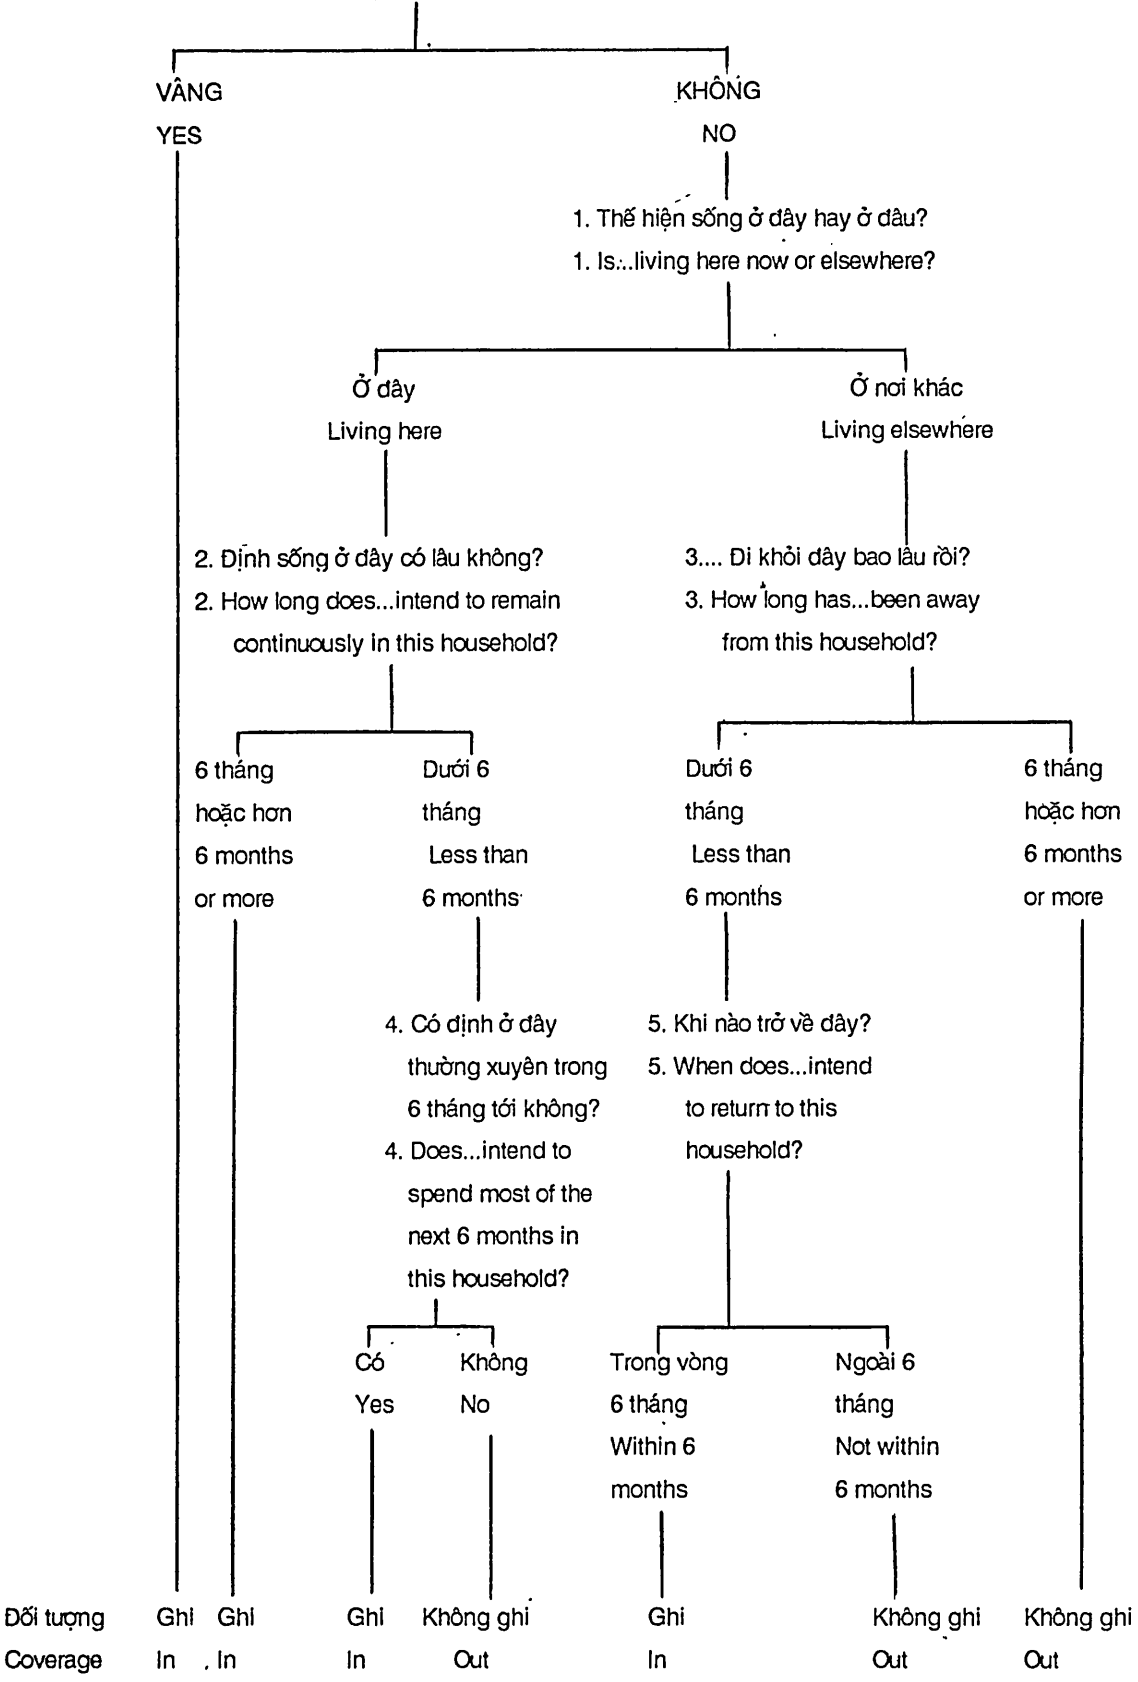 VÂNG
KHÔNG
YES
NO
1. Thế hiện sống ở đây hay ở đâu?
1. Is...living here now or elsewhere?
Ở đây
Ở nơi khác
Living here
Living elsewhere
2. Định sống ở đây có lâu không?
3.... Đi khỏi đây bao lâu rồi?
2. How long does...intend to remain
3. How long has...been away
continuously in this household?
from this household?
6 tháng
Dưới 6
Dưới 6
6 tháng
hoặc hơn
tháng
tháng
hoặc hơn
6 months
Less than
Less than
6 months
or more
6 months
6 months
or more
4. Có định ở đây
5. Khi nào trở về đây?
thường xuyên trong
5. When does...intend
6 tháng tới không?
to return to this
4. Does...intend to
household?
spend most of the
next 6 months in
this household?
Có
Không
Trong vòng
Ngoài 6
Yes
No
6 tháng
tháng
Within 6
Not within
months
6 months
Đối tượng
Ghi
Ghi
Ghi
Không ghi
Ghi
Không ghi
Không ghi
Coverage
In
In
In
Out
In
Out
Out